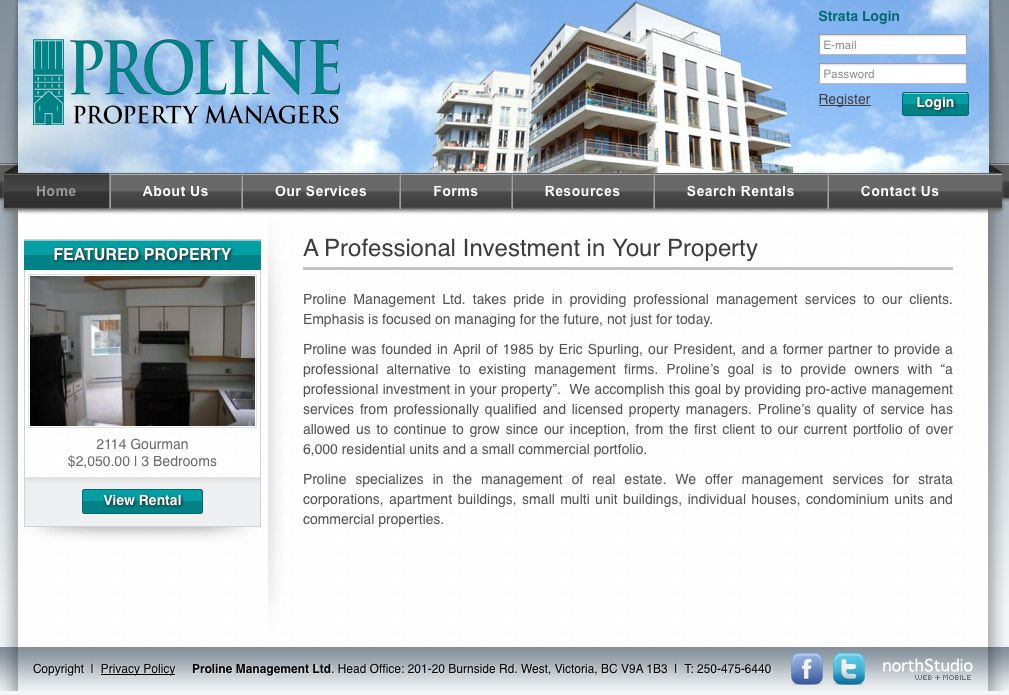 PROLINE
PROPERTY MANAGERS
Strata Login
E-mail
Password
Register
Login
Home
About Us
Our Services
Forms
Resources
Search Rentals
Contact Us
FEATURED PROPERTY
2114 Gourman
$2,050.00 | 3 Bedrooms
View Rental
A Professional Investment in Your Property
Proline Management Ltd. takes pride in providing professional management services to our clients.
Emphasis is focused on managing for the future, not just for today.
Proline was founded in April of 1985 by Eric Spurling, our President, and a former partner to provide a
professional alternative to existing management firms. Proline’s goal is to provide owners with “a
professional investment in your property”. We accomplish this goal by providing pro-active management
services from professionally qualified and licensed property managers. Proline’s quality of service has
allowed us to continue to grow since our inception, from the first client to our current portfolio of over
6,000 residential units and a small commercial portfolio.
Proline specializes in the management of real estate. We offer management services for strata
corporations, apartment buildings, small multi unit buildings, individual houses, condominium units and
commercial properties.
Copyright | Privacy Policy Proline Management Ltd. Head Office: 201-20 Burnside Rd. West, Victoria, BC V9A 1B3 | T: 250-475-6440
f
t
northStudio
WEB + MOBILE